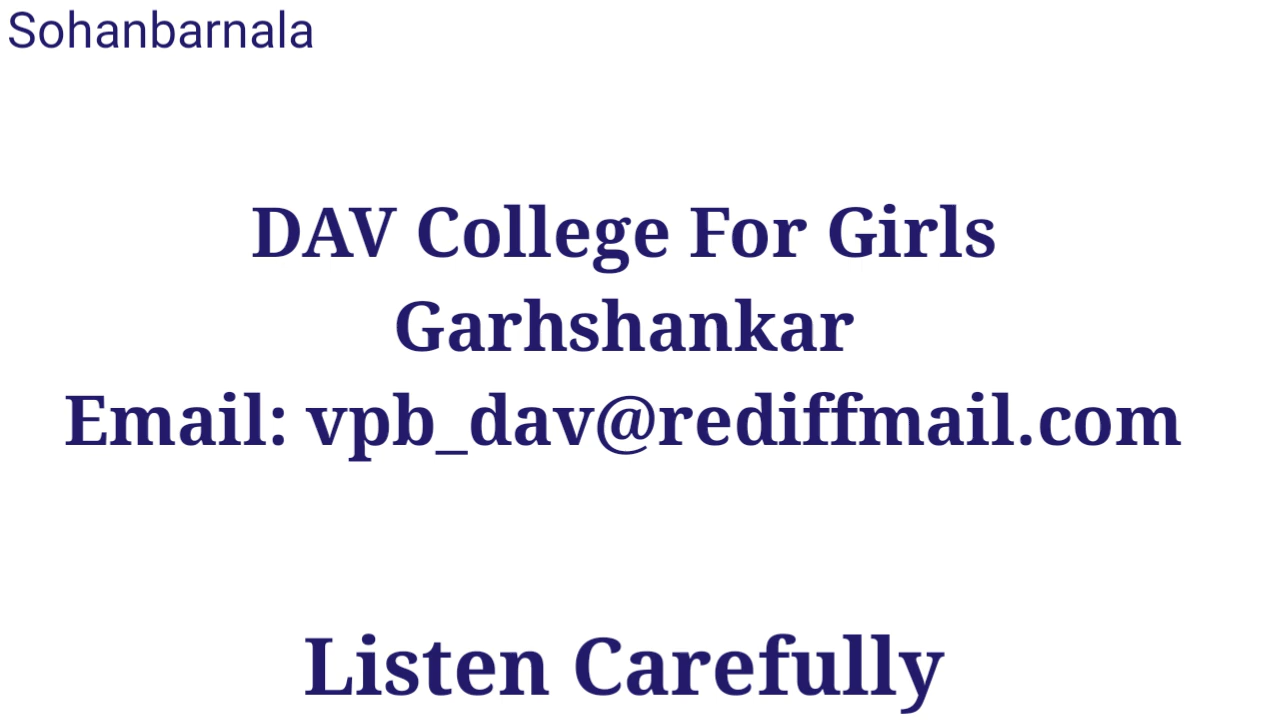 Sohanbarnala
DAV College For Girls
Garhshankar
Email: vpb_dav@rediffmail.com
Listen Carefully